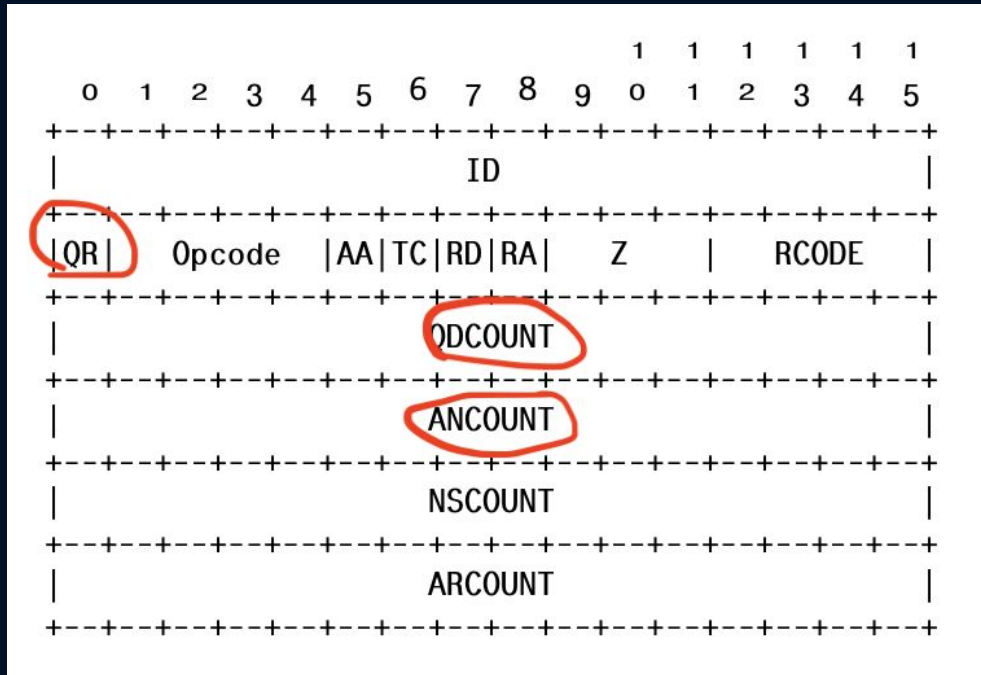 1 1 1 1 1 1
0 1 2 3 4 5 6 7 8 9 0 1 2 3 4 5
+--+--+--+--+--+--+--+--+--+--+--+--+--+--+--+--+
| ID |
+--+--+--+--+--+--+--+--+--+--+--+--+--+--+--+--+
|QR| Opcode |AA|TC|RD|RA| Z | RCODE |
+--+--+--+--+--+--+--+--+--+--+--+--+--+--+--+--+
| QDCOUNT |
+--+--+--+--+--+--+--+--+--+--+--+--+--+--+--+--+
| ANCOUNT |
+--+--+--+--+--+--+--+--+--+--+--+--+--+--+--+--+
| NSCOUNT |
+--+--+--+--+--+--+--+--+--+--+--+--+--+--+--+--+
| ARCOUNT |
+--+--+--+--+--+--+--+--+--+--+--+--+--+--+--+--+